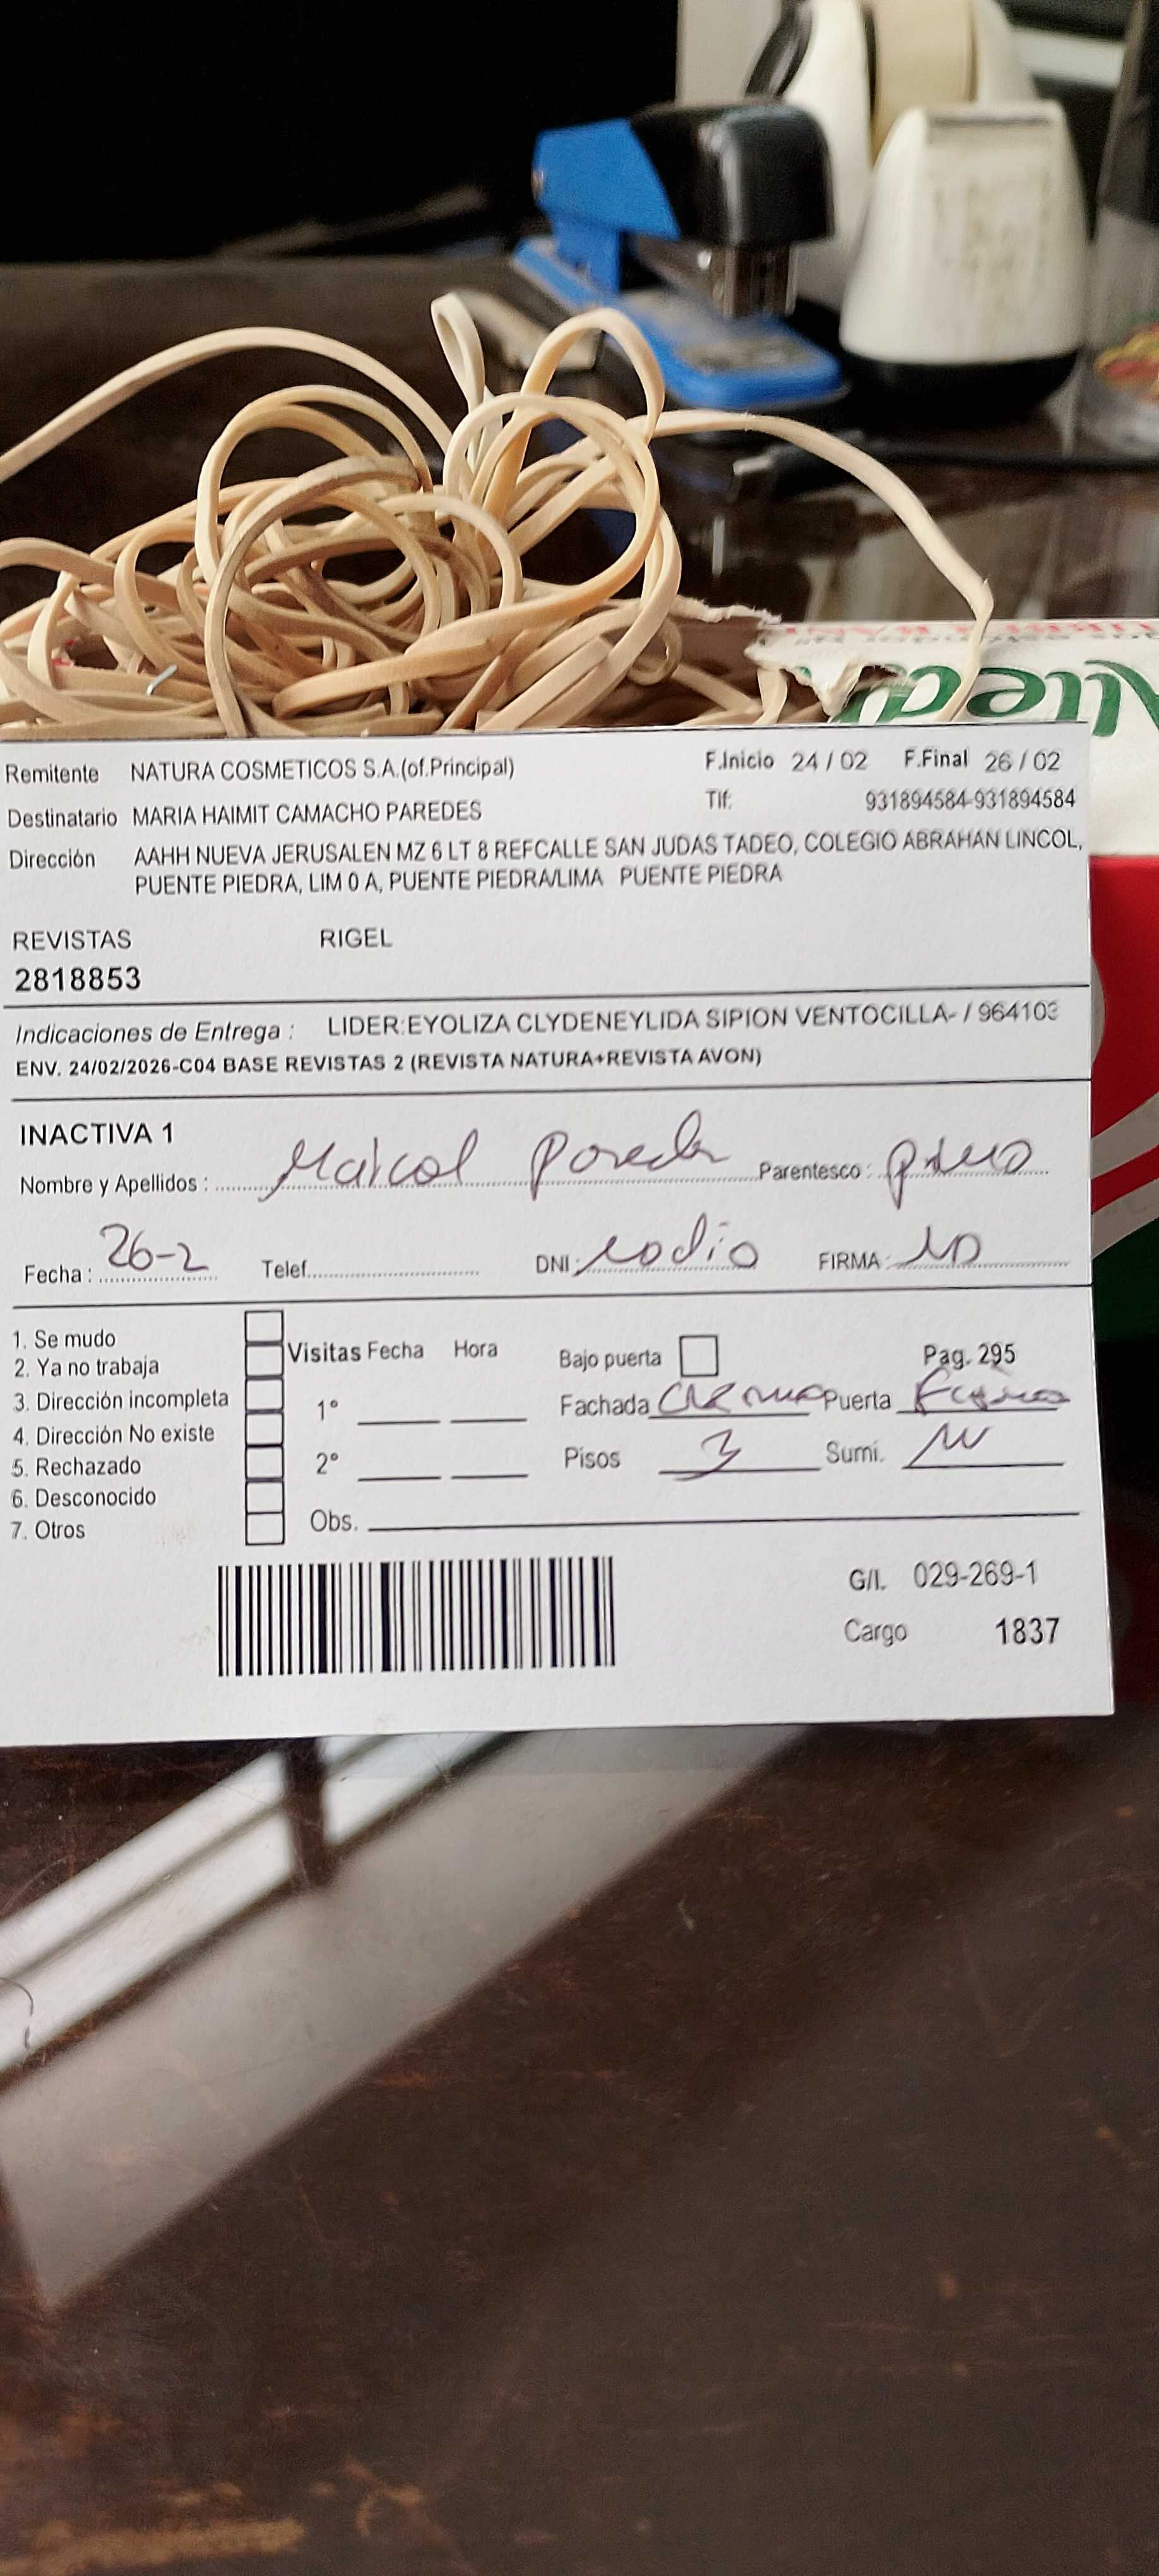 Remitente NATURA COSMETICOS S.A.(of.Principal) F.Inicio 24 / 02 F.Final 26 / 02
Destinatario MARIA HAIMIT CAMACHO PAREDES Tlf: 931894584-931894584
Dirección AAHH NUEVA JERUSALEN MZ 6 LT 8 REFCALLE SAN JUDAS TADEO, COLEGIO ABRAHAN LINCOL,
PUENTE PIEDRA, LIM 0 A, PUENTE PIEDRA/LIMA PUENTE PIEDRA
REVISTAS RIGEL
2818853
Indicaciones de Entrega : LIDER:EYOLIZA CLYDENEYLIDA SIPION VENTOCILLA- / 964103
ENV. 24/02/2026-C04 BASE REVISTAS 2 (REVISTA NATURA+REVISTA AVON)
INACTIVA 1
Nombre y Apellidos : Maicol Paredes Parentesco : primo
Fecha : 26-2 Telef. DNI: no dio FIRMA: ND
1. Se mudo
2. Ya no trabaja
3. Dirección incompleta
4. Dirección No existe
5. Rechazado
6. Desconocido
7. Otros
Visitas Fecha Hora
1°
2°
Obs.
Bajo puerta Pag. 295
Fachada Puerta
Pisos 3 Sumi.
G/I. 029-269-1
Cargo 1837